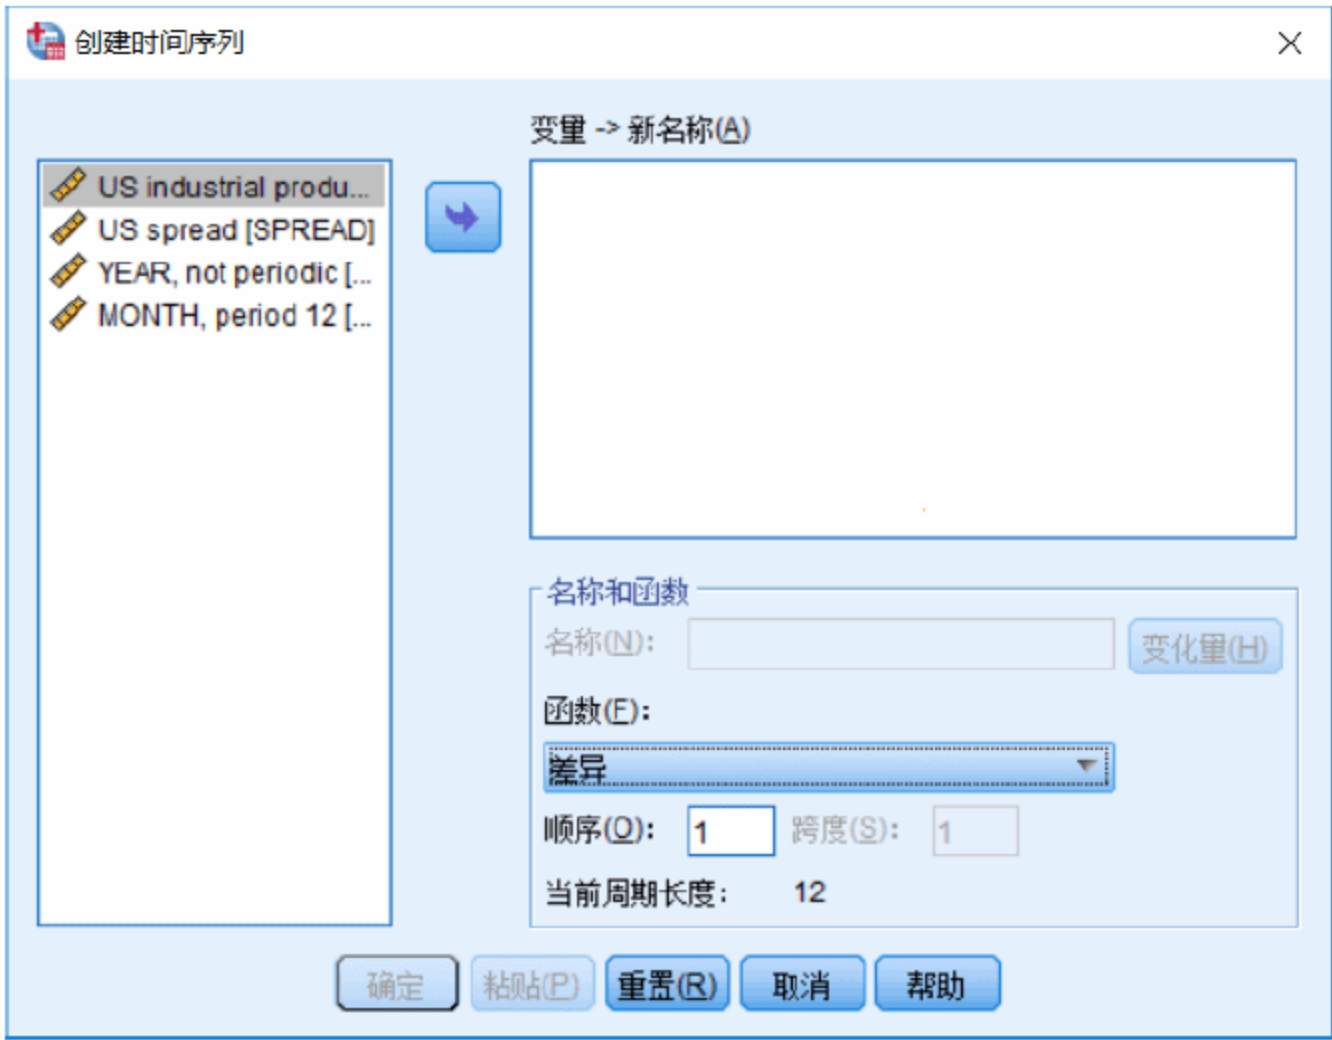 创建时间序列
变量 -> 新名称(A)
US industrial produ...
US spread [SPREAD]
YEAR, not periodic [...
MONTH, period 12 [...
名称和函数
名称(N):
变化量(H)
函数(F):
差异
顺序(O): 1 跨度(S): 1
当前周期长度: 12
确定 粘贴(P) 重置(R) 取消 帮助